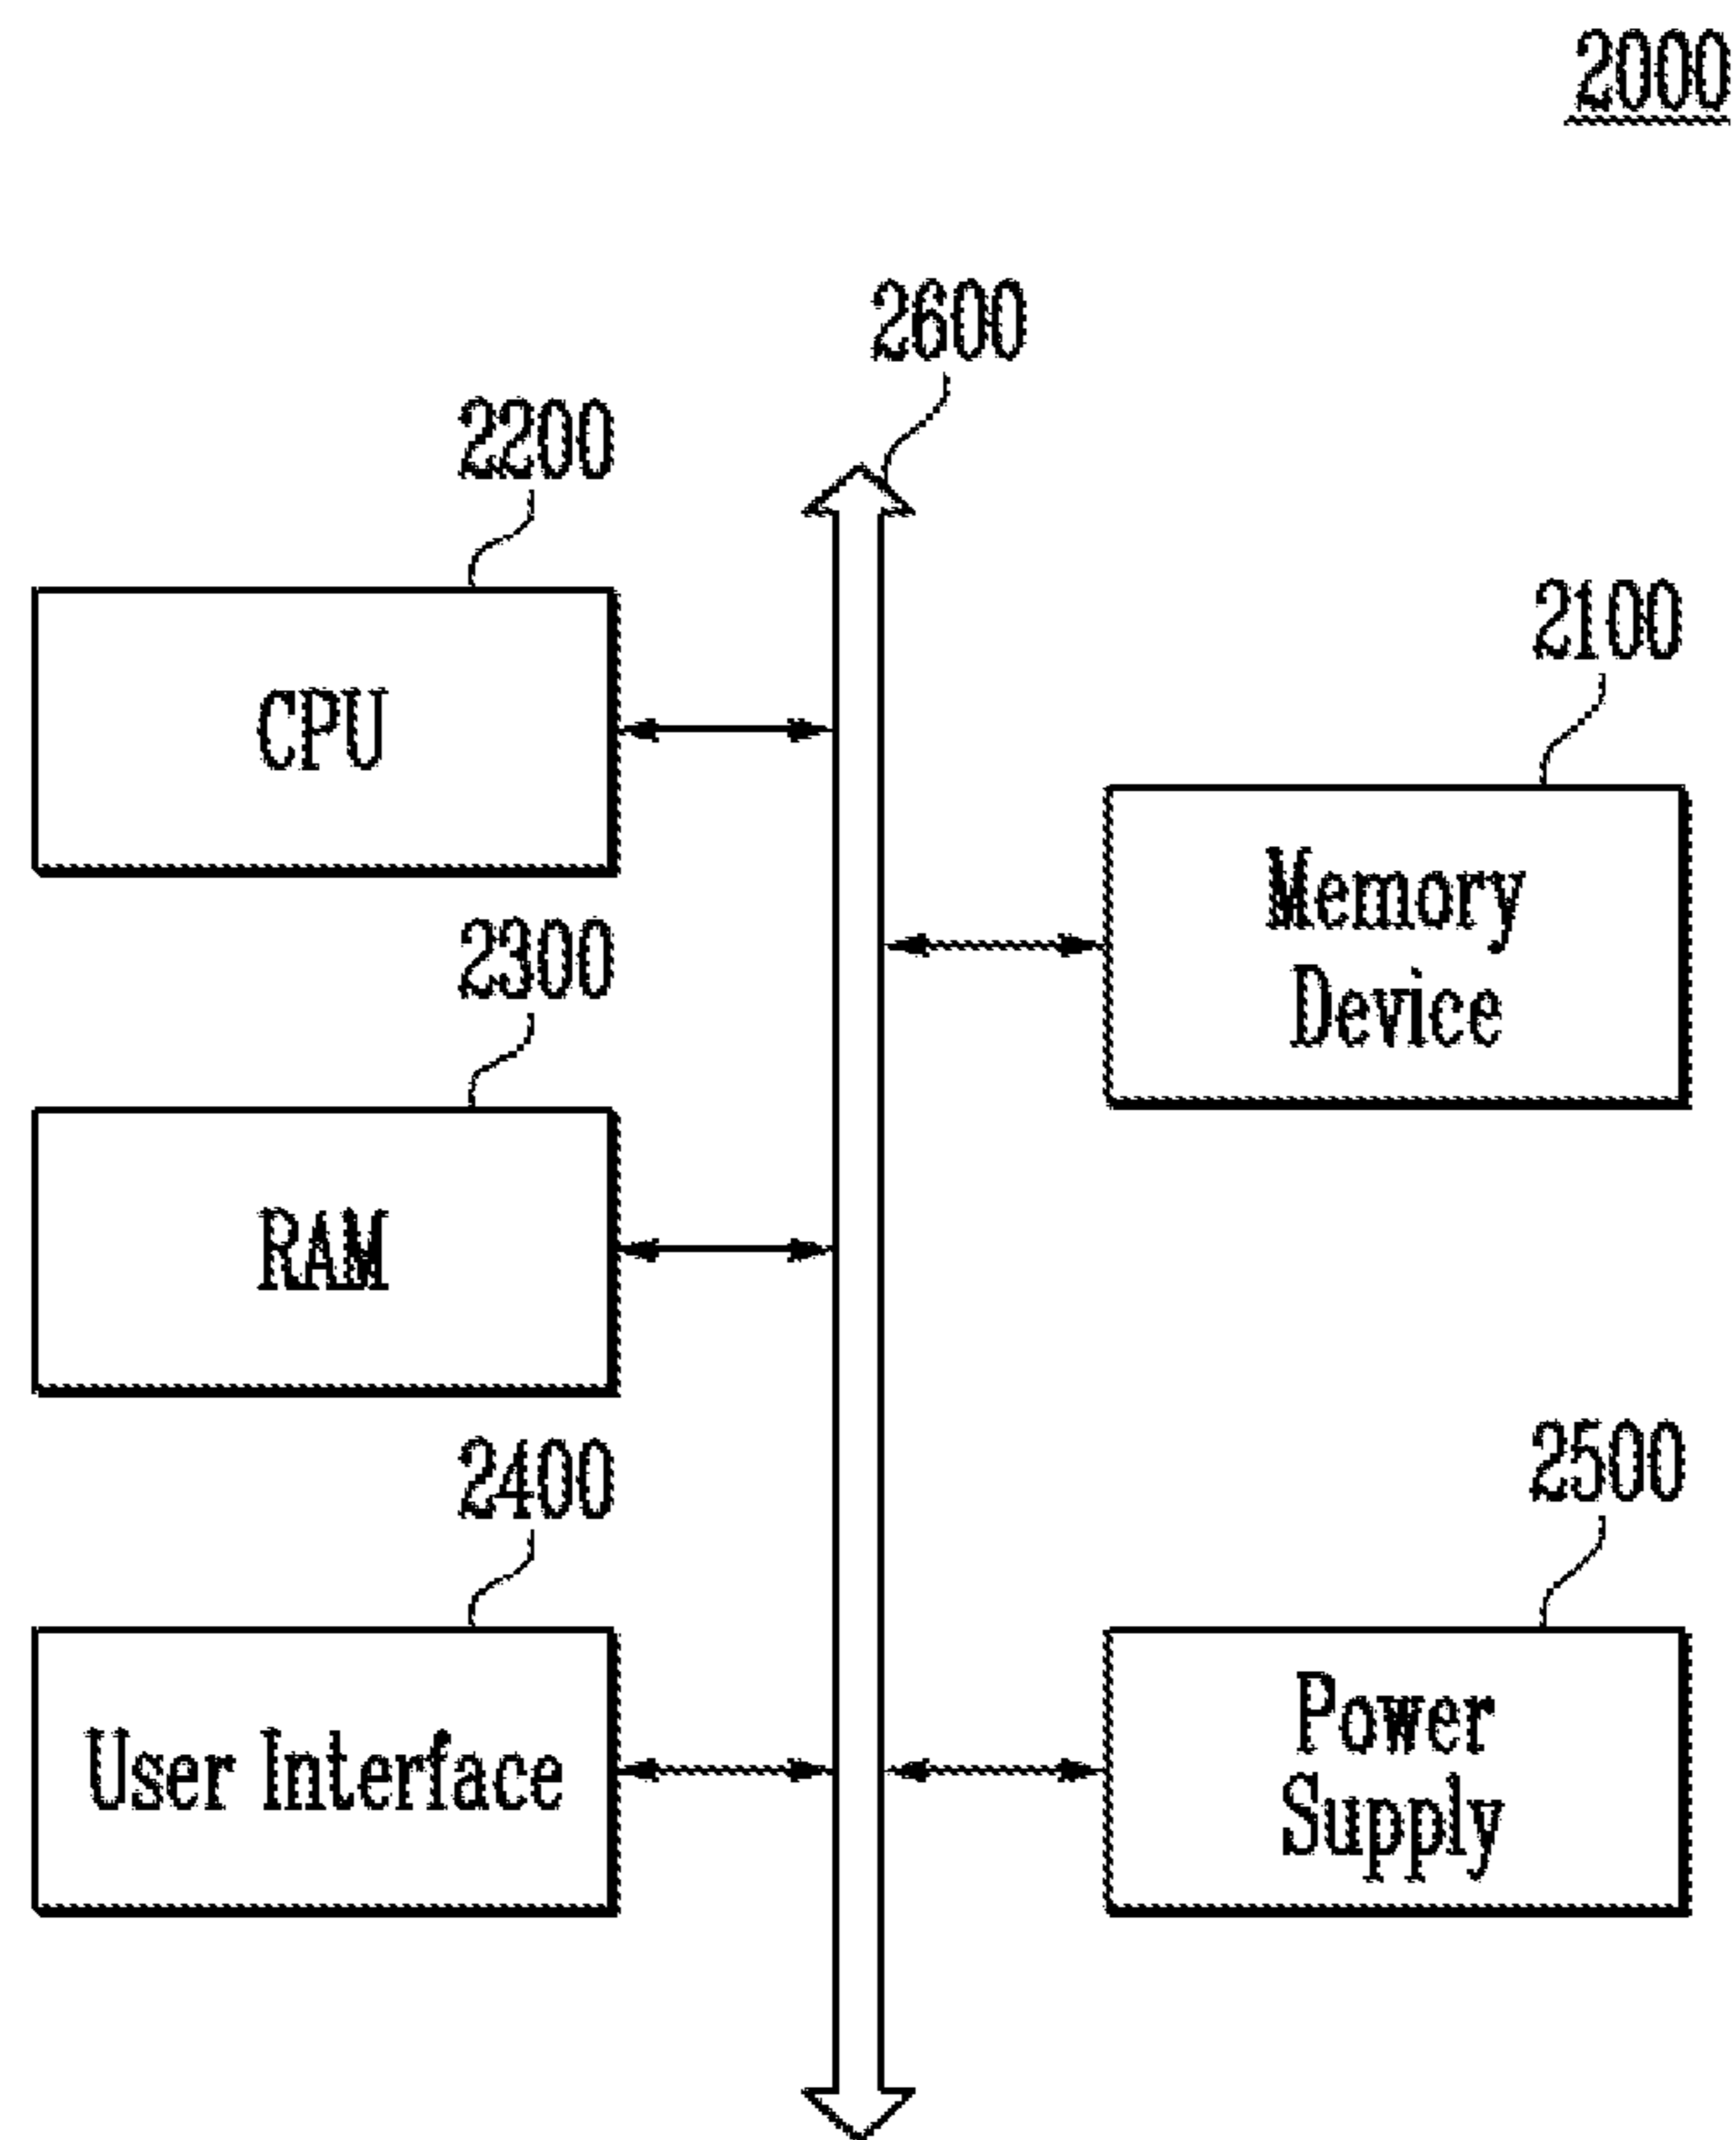 2000
2600
2200
CPU
2100
Memory
Device
2300
RAM
2400
User Interface
2500
Power
Supply